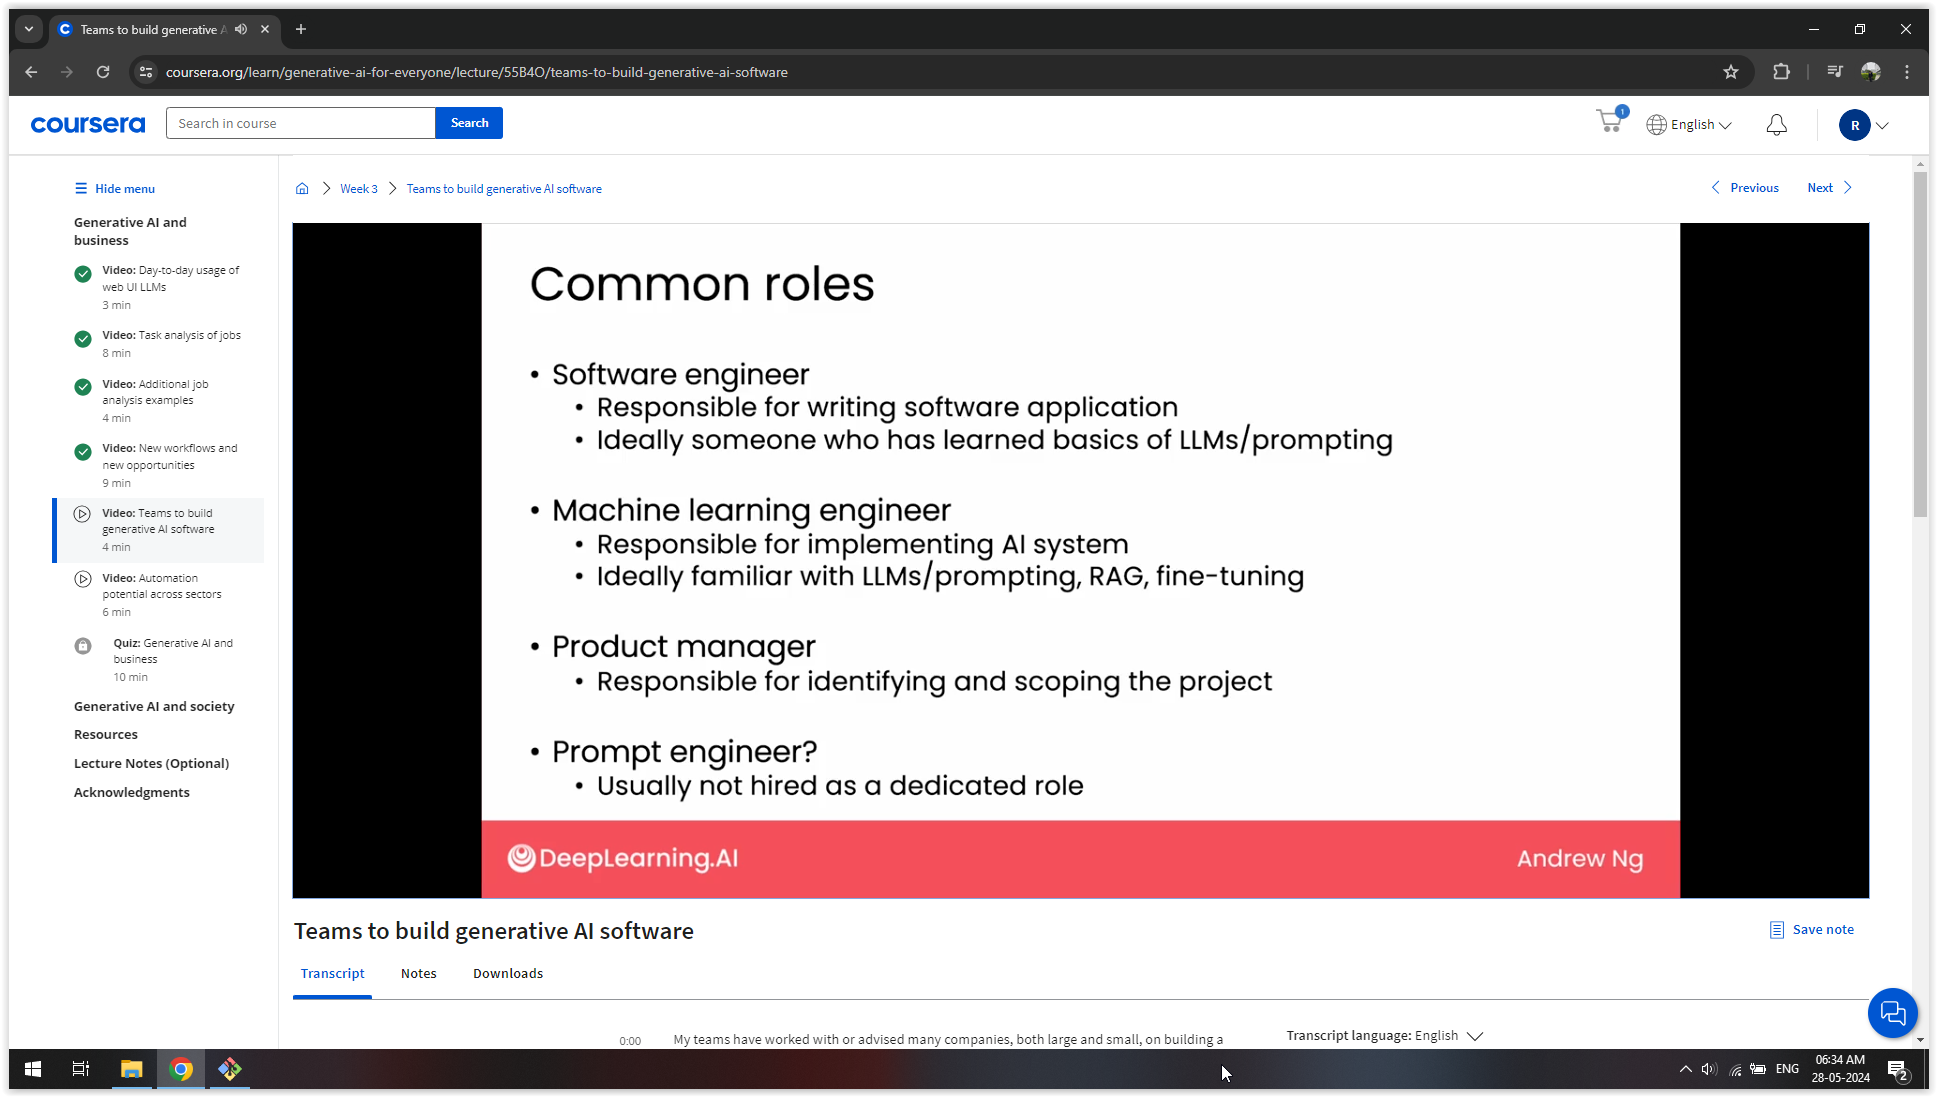 Teams to build generative A
coursera.org/learn/generative-ai-for-everyone/lecture/55B4O/teams-to-build-generative-ai-software
coursera
Search in course
Search
1
English
R
Hide menu
Week 3
Teams to build generative AI software
Previous
Next
Generative AI and
business
Video: Day-to-day usage of
web UI LLMs
3 min
Video: Task analysis of jobs
8 min
Video: Additional job
analysis examples
4 min
Video: New workflows and
new opportunities
9 min
Video: Teams to build
generative AI software
4 min
Video: Automation
potential across sectors
6 min
Quiz: Generative AI and
business
10 min
Generative AI and society
Resources
Lecture Notes (Optional)
Acknowledgments
Common roles
• Software engineer
• Responsible for writing software application
• Ideally someone who has learned basics of LLMs/prompting
• Machine learning engineer
• Responsible for implementing AI system
• Ideally familiar with LLMs/prompting, RAG, fine-tuning
• Product manager
• Responsible for identifying and scoping the project
• Prompt engineer?
• Usually not hired as a dedicated role
DeepLearning.AI
Andrew Ng
Teams to build generative AI software
Save note
Transcript
Notes
Downloads
0:00
My teams have worked with or advised many companies, both large and small, on building a
Transcript language: English
ENG
06:34 AM
28-05-2024
2